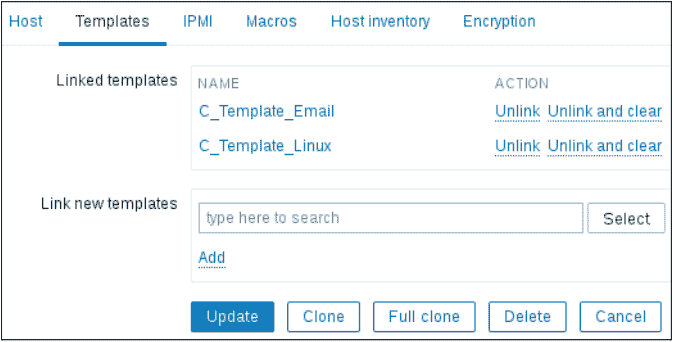 Host Templates IPMI Macros Host inventory Encryption
Linked templates NAME ACTION
C_Template_Email Unlink Unlink and clear
C_Template_Linux Unlink Unlink and clear
Link new templates type here to search Select
Add
Update Clone Full clone Delete Cancel